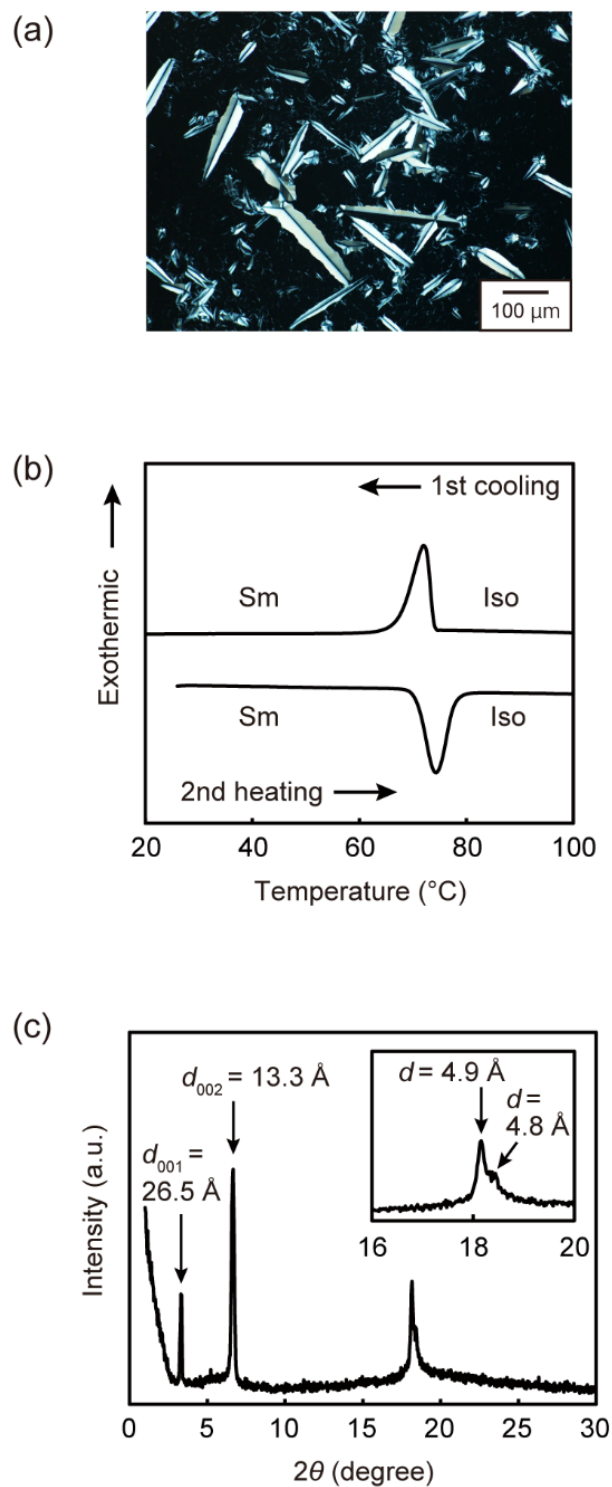 (a)
100 µm
(b)
Exothermic
1st cooling
Sm
Iso
Sm
Iso
2nd heating
20
40
60
80
100
Temperature (°C)
(c)
Intensity (a.u.)
d002 = 13.3 Å
d001 =
26.5 Å
d = 4.9 Å
d =
4.8 Å
16
18
20
0
5
10
15
20
25
30
2θ (degree)